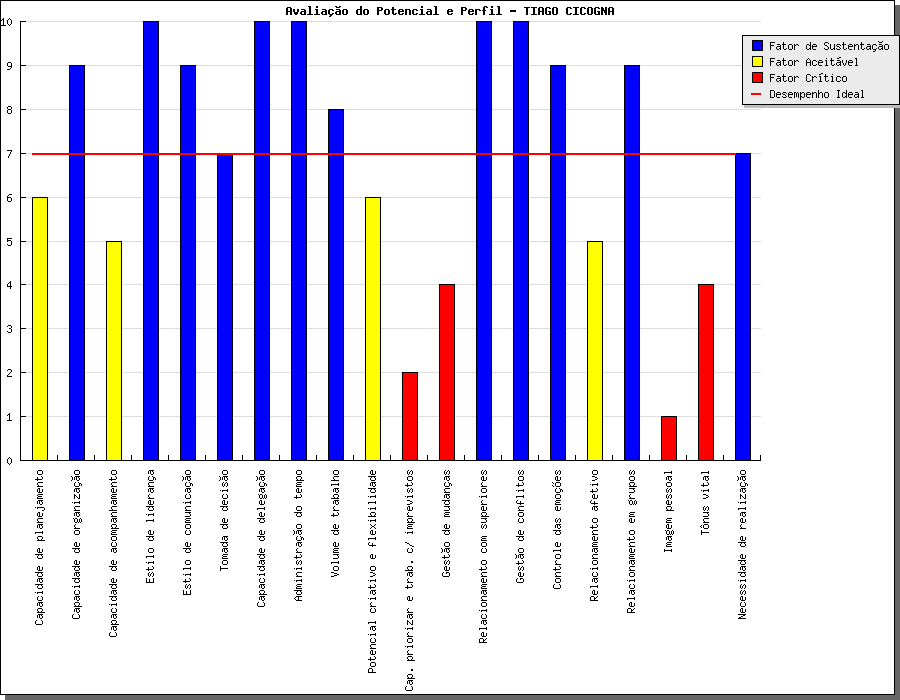 Avaliação do Potencial e Perfil - TIAGO CICOGNA
10
9
8
7
6
5
4
3
2
1
0
Fator de Sustentação
Fator Aceitável
Fator Crítico
Desempenho Ideal
Capacidade de planejamento
Capacidade de organização
Capacidade de acompanhamento
Estilo de liderança
Estilo de comunicação
Tomada de decisão
Capacidade de delegação
Administração do tempo
Volume de trabalho
Potencial criativo e flexibilidade
Cap. priorizar e trab. c/ imprevistos
Gestão de mudanças
Relacionamento com superiores
Gestão de conflitos
Controle das emoções
Relacionamento afetivo
Relacionamento em grupos
Imagem pessoal
Tônus vital
Necessidade de realização